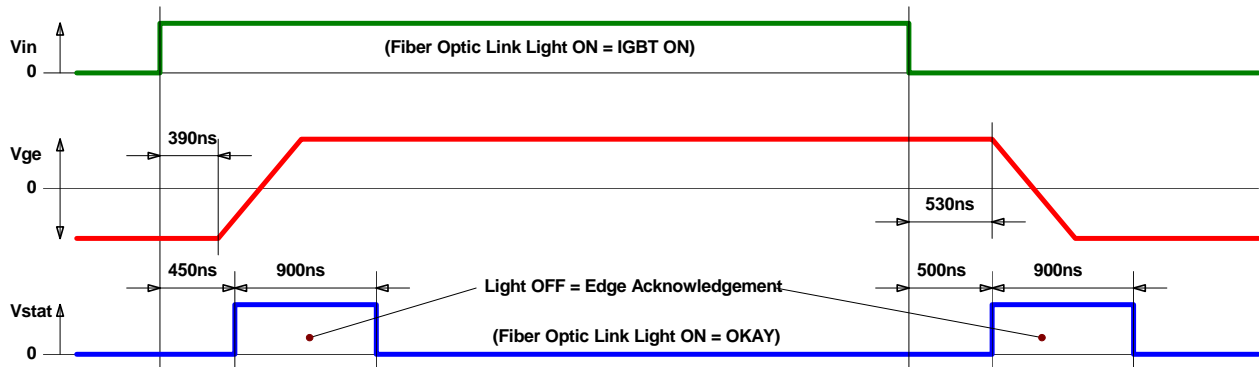 Vin
(Fiber Optic Link Light ON = IGBT ON)
0
390ns
Vge
0
530ns
450ns
900ns
500ns
900ns
Light OFF = Edge Acknowledgement
Vstat
(Fiber Optic Link Light ON = OKAY)
0